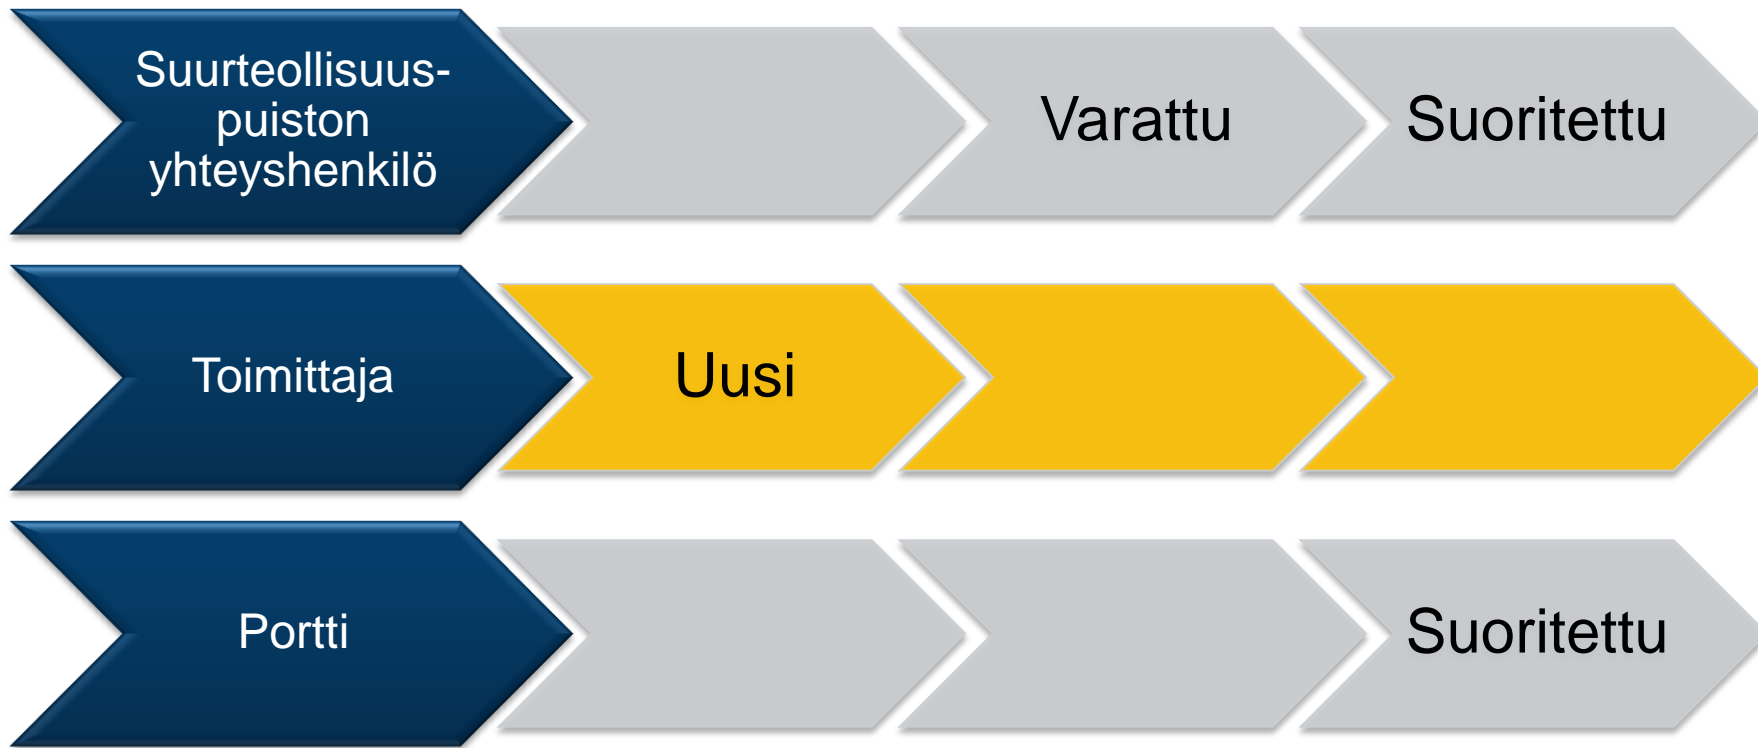 Suurteollisuus-
puiston
yhteyshenkilö
Varattu
Suoritettu
Toimittaja
Uusi
Portti
Suoritettu